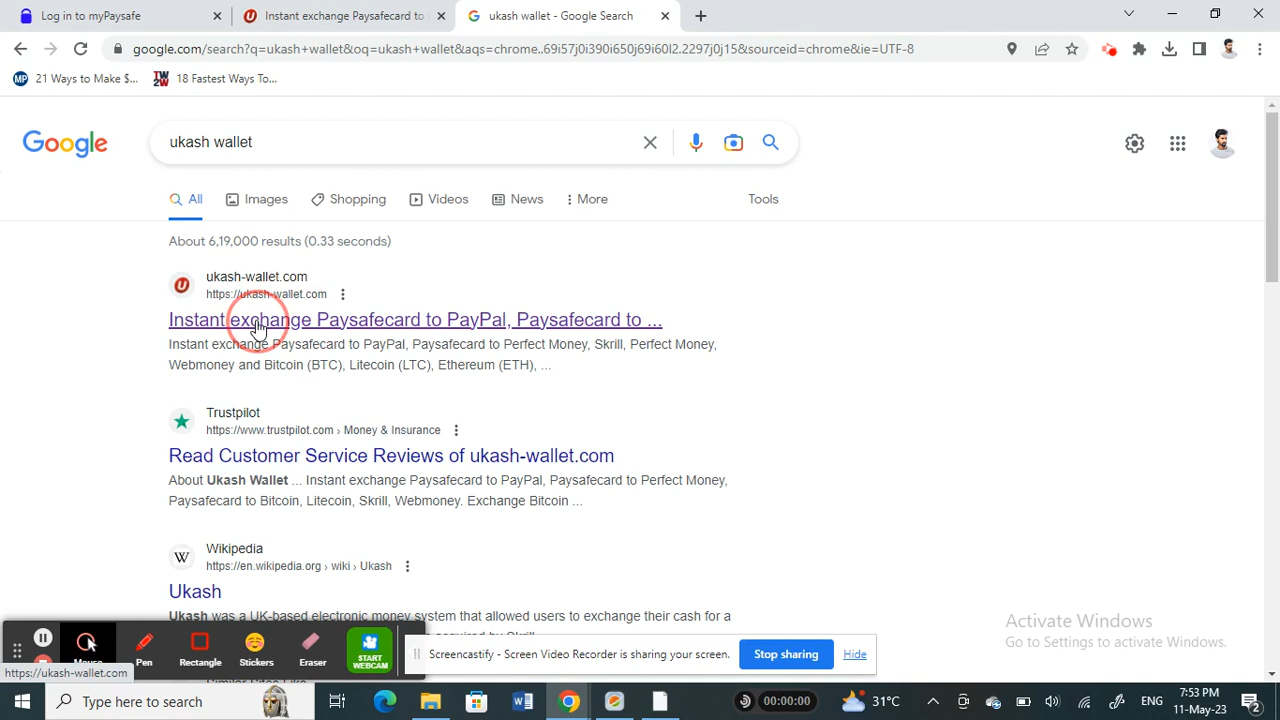 Log in to myPaysafe
Instant exchange Paysafecard to
ukash wallet - Google Search
google.com/search?q=ukash+wallet&oq=ukash+wallet&aqs=chrome..69i57j0i390i650j69i60l2.2297j0j15&sourceid=chrome&ie=UTF-8
MP 21 Ways to Make $...
TW2W 18 Fastest Ways To...
Google
ukash wallet
All
Images
Shopping
Videos
News
More
Tools
About 6,19,000 results (0.33 seconds)
ukash-wallet.com
https://ukash-wallet.com
Instant exchange Paysafecard to PayPal, Paysafecard to ...
Instant exchange Paysafecard to PayPal, Paysafecard to Perfect Money, Skrill, Perfect Money,
Webmoney and Bitcoin (BTC), Litecoin (LTC), Ethereum (ETH), ...
Trustpilot
https://www.trustpilot.com › Money & Insurance
Read Customer Service Reviews of ukash-wallet.com
About Ukash Wallet ... Instant exchange Paysafecard to PayPal, Paysafecard to Perfect Money,
Paysafecard to Bitcoin, Litecoin, Skrill, Webmoney. Exchange Bitcoin ...
W
Wikipedia
https://en.wikipedia.org › wiki › Ukash
Ukash
Ukash was a UK-based electronic money system that allowed users to exchange their cash for a
Activate Windows
Go to Settings to activate Windows.
Mouse
Pen
Rectangle
Stickers
Eraser
START
WEBCAM
Screencastify - Screen Video Recorder is sharing your screen.
Stop sharing
Hide
https://ukash-wallet.com
Type here to search
00:00:00
31°C
ENG
7:53 PM
11-May-23
2